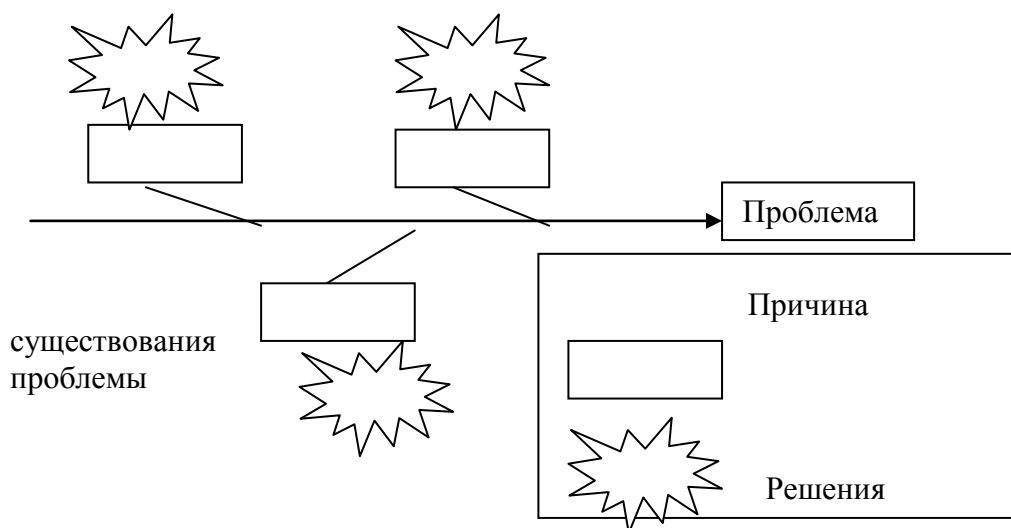 Проблема
Причина
существования
проблемы
Решения